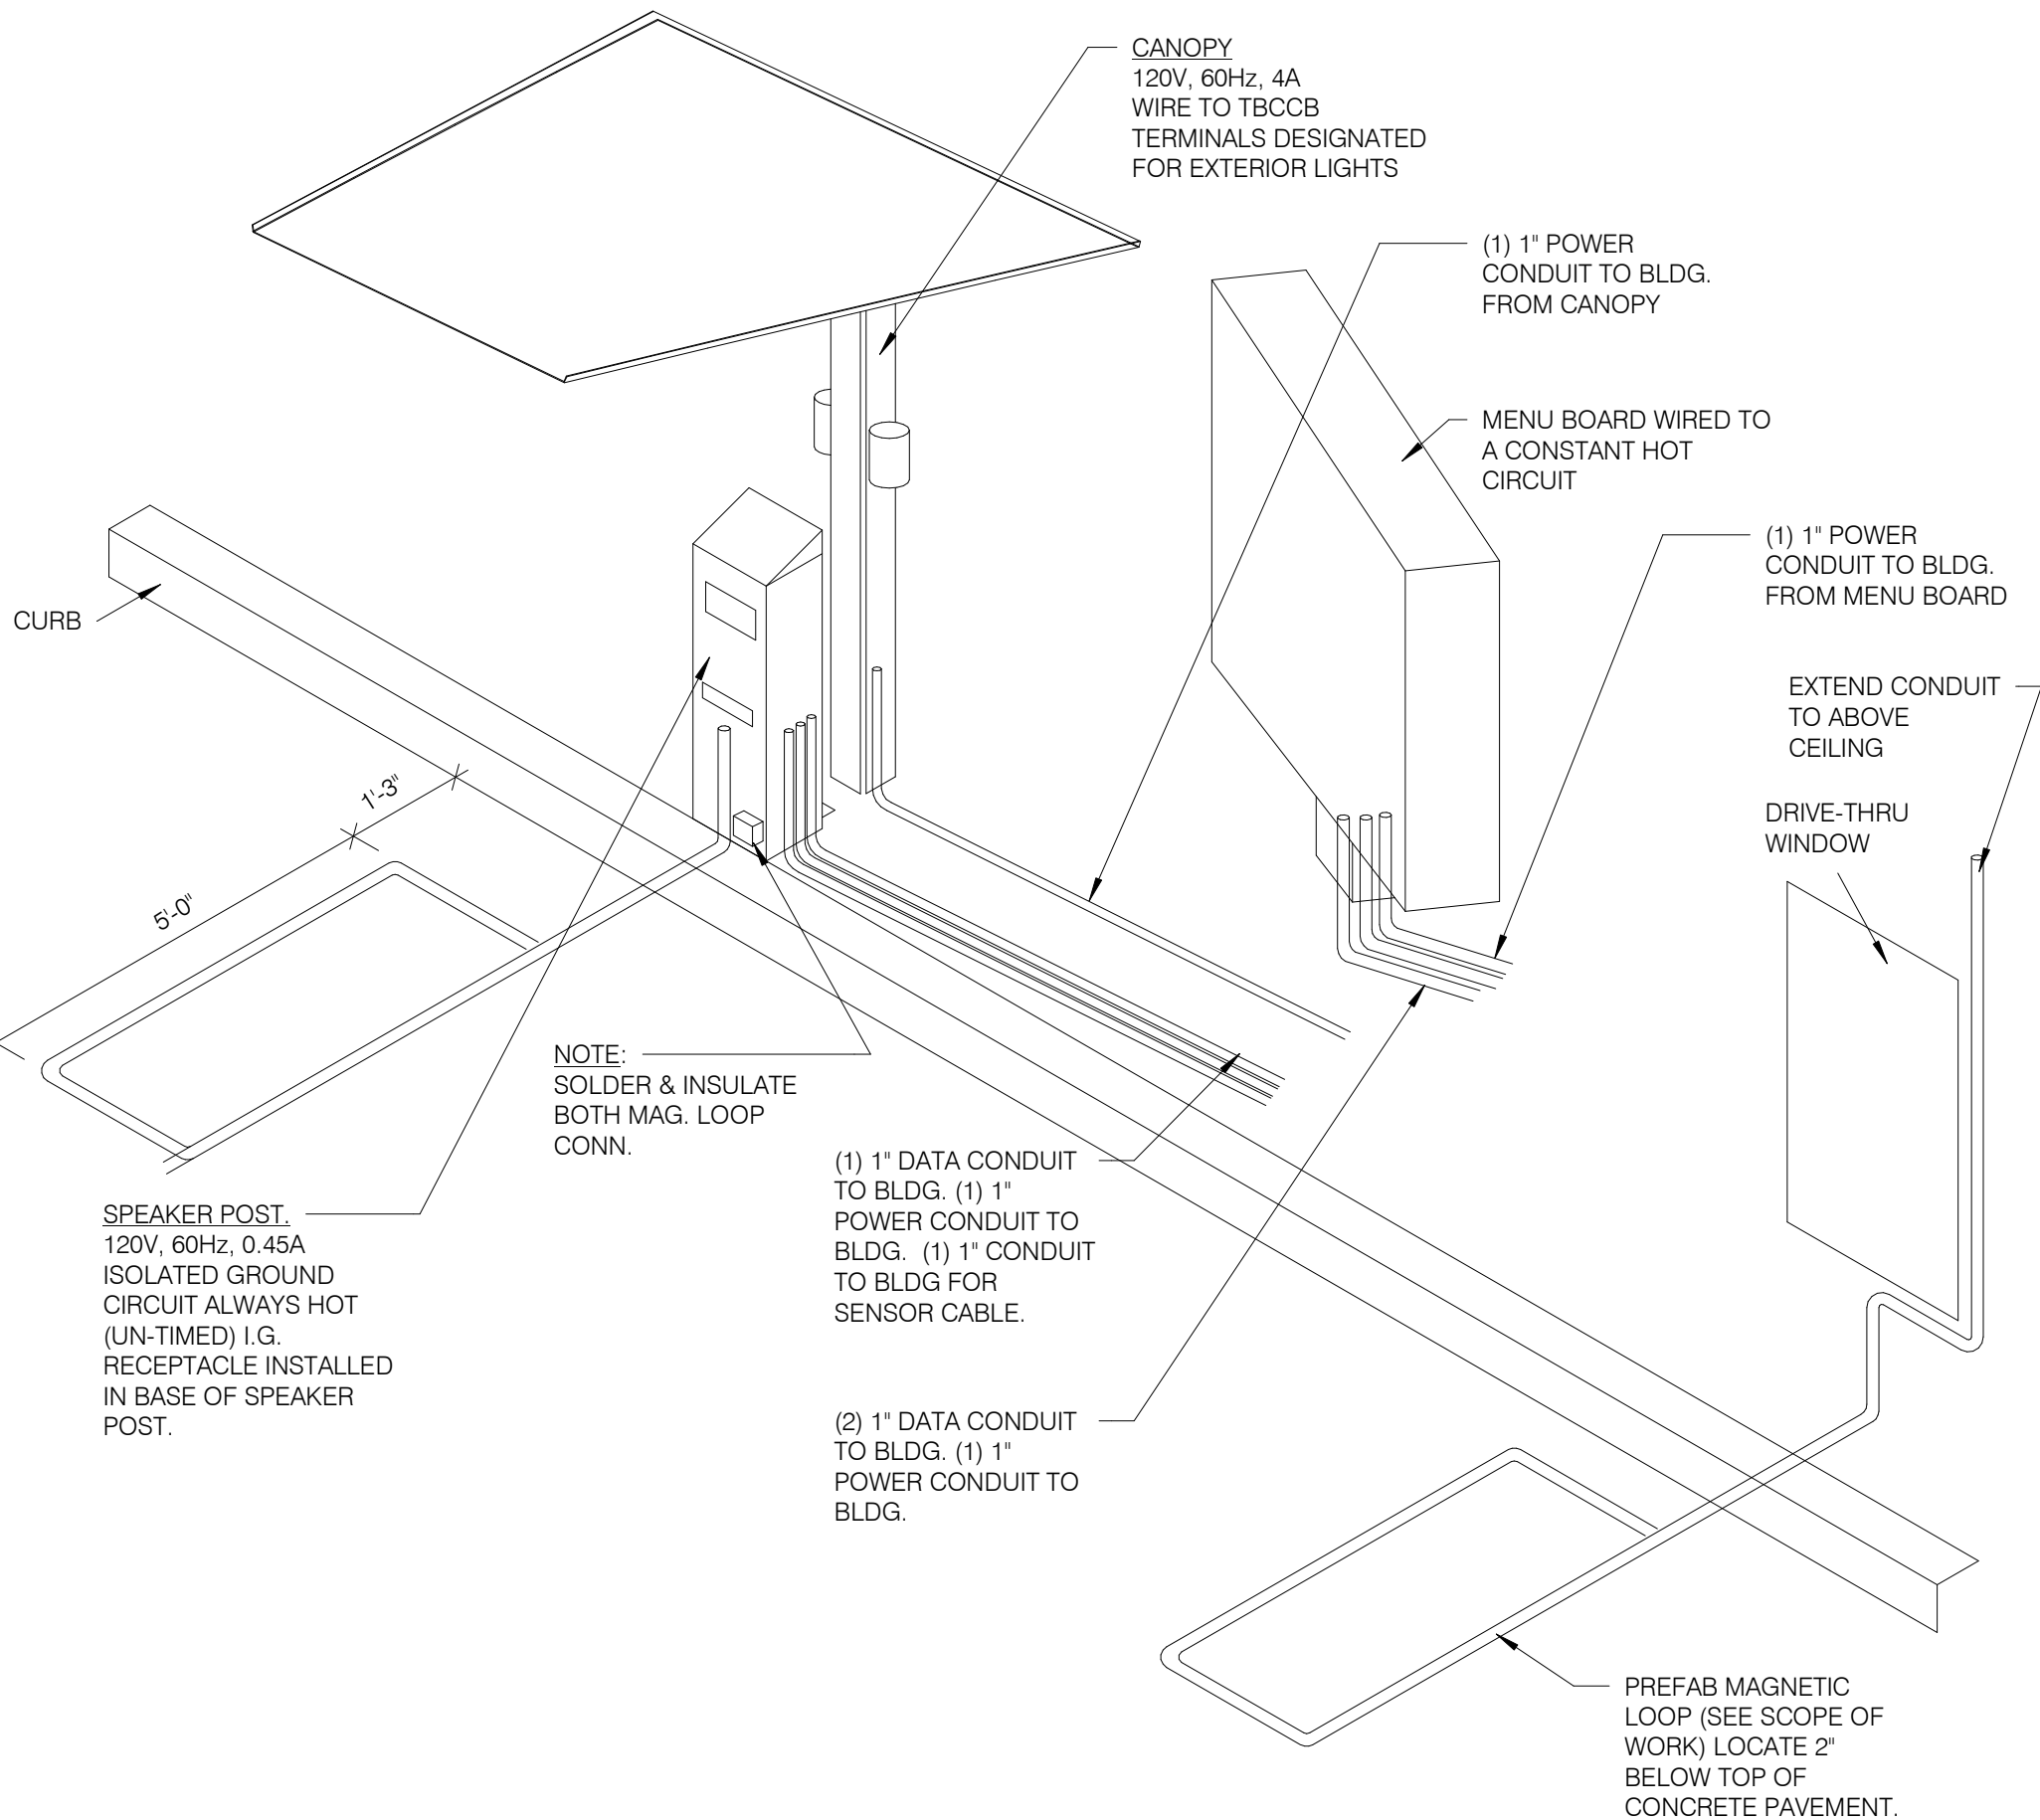 CANOPY
120V, 60Hz, 4A
WIRE TO TBCCB
TERMINALS DESIGNATED
FOR EXTERIOR LIGHTS
(1) 1" POWER
CONDUIT TO BLDG.
FROM CANOPY
MENU BOARD WIRED TO
A CONSTANT HOT
CIRCUIT
(1) 1" POWER
CONDUIT TO BLDG.
FROM MENU BOARD
CURB
EXTEND CONDUIT
TO ABOVE
CEILING
DRIVE-THRU
WINDOW
1'-3"
5'-0"
NOTE:
SOLDER & INSULATE
BOTH MAG. LOOP
CONN.
SPEAKER POST.
120V, 60Hz, 0.45A
ISOLATED GROUND
CIRCUIT ALWAYS HOT
(UN-TIMED) I.G.
RECEPTACLE INSTALLED
IN BASE OF SPEAKER
POST.
(1) 1" DATA CONDUIT
TO BLDG. (1) 1"
POWER CONDUIT TO
BLDG. (1) 1" CONDUIT
TO BLDG FOR
SENSOR CABLE.
(2) 1" DATA CONDUIT
TO BLDG. (1) 1"
POWER CONDUIT TO
BLDG.
PREFAB MAGNETIC
LOOP (SEE SCOPE OF
WORK) LOCATE 2"
BELOW TOP OF
CONCRETE PAVEMENT.